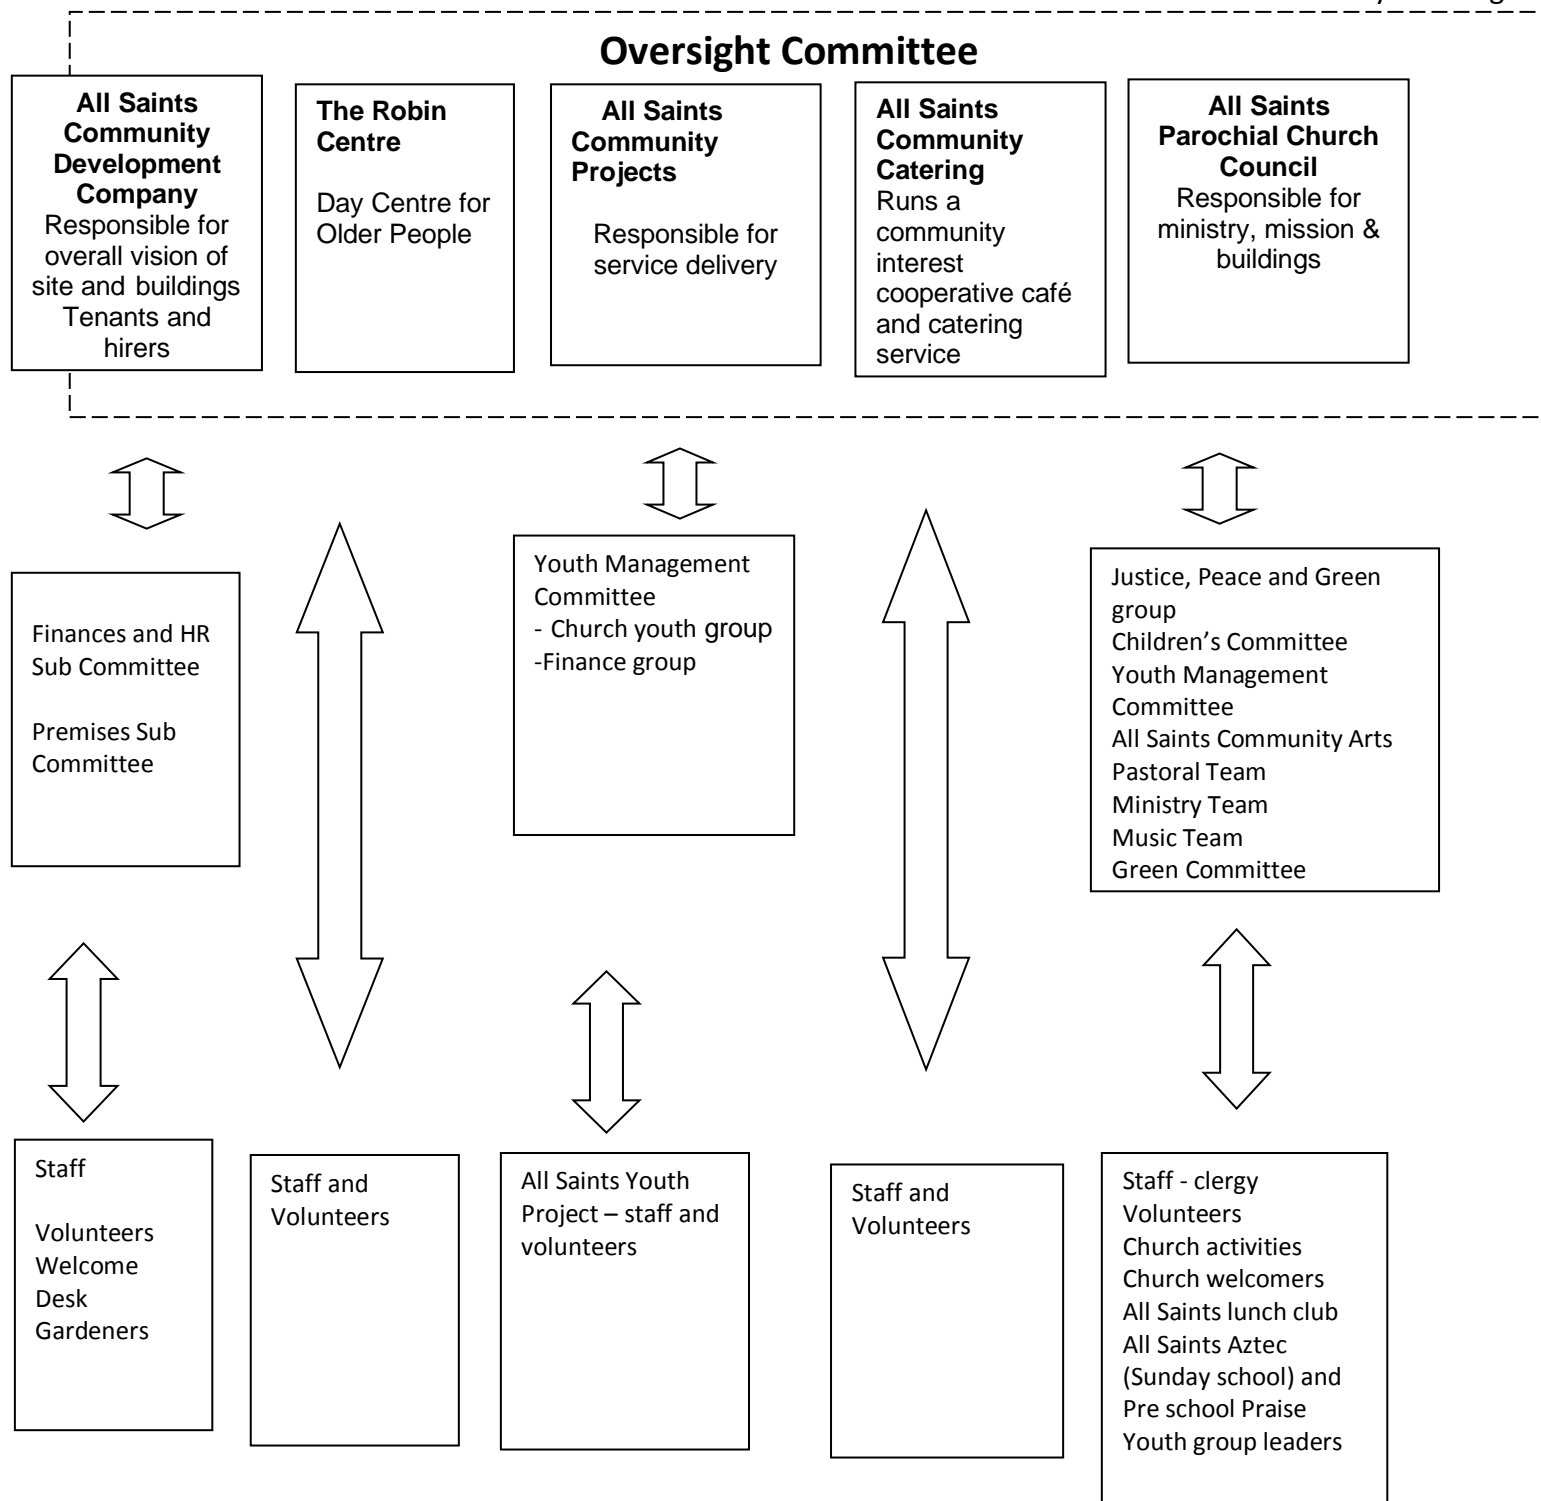 Oversight Committee
All Saints
Community
Development
Company
Responsible for
overall vision of
site and buildings
Tenants and
hirers
The Robin
Centre
Day Centre for
Older People
All Saints
Community
Projects
Responsible for
service delivery
All Saints
Community
Catering
Runs a
community
interest
cooperative café
and catering
service
All Saints
Parochial Church
Council
Responsible for
ministry, mission &
buildings
Finances and HR
Sub Committee
Premises Sub
Committee
Youth Management
Committee
- Church youth group
-Finance group
Justice, Peace and Green
group
Children’s Committee
Youth Management
Committee
All Saints Community Arts
Pastoral Team
Ministry Team
Music Team
Green Committee
Staff
Volunteers
Welcome
Desk
Gardeners
Staff and
Volunteers
All Saints Youth
Project – staff and
volunteers
Staff and
Volunteers
Staff - clergy
Volunteers
Church activities
Church welcomers
All Saints lunch club
All Saints Aztec
(Sunday school) and
Pre school Praise
Youth group leaders